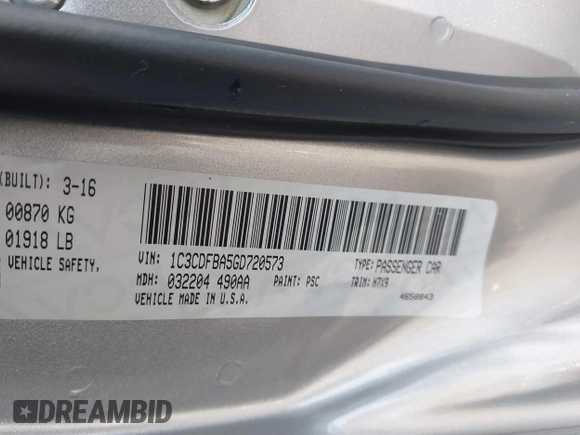 (BUILT): 3-16
00870 KG
01918 LB
VEHICLE SAFETY,
VIN: 1C3CDFBA5GD720573
TYPE: PASSENGER CAR
MDH: 032204 490AA
PAINT: PSC
TRIM: H7X9
VEHICLE MADE IN U.S.A.
4658843
DREAMBID